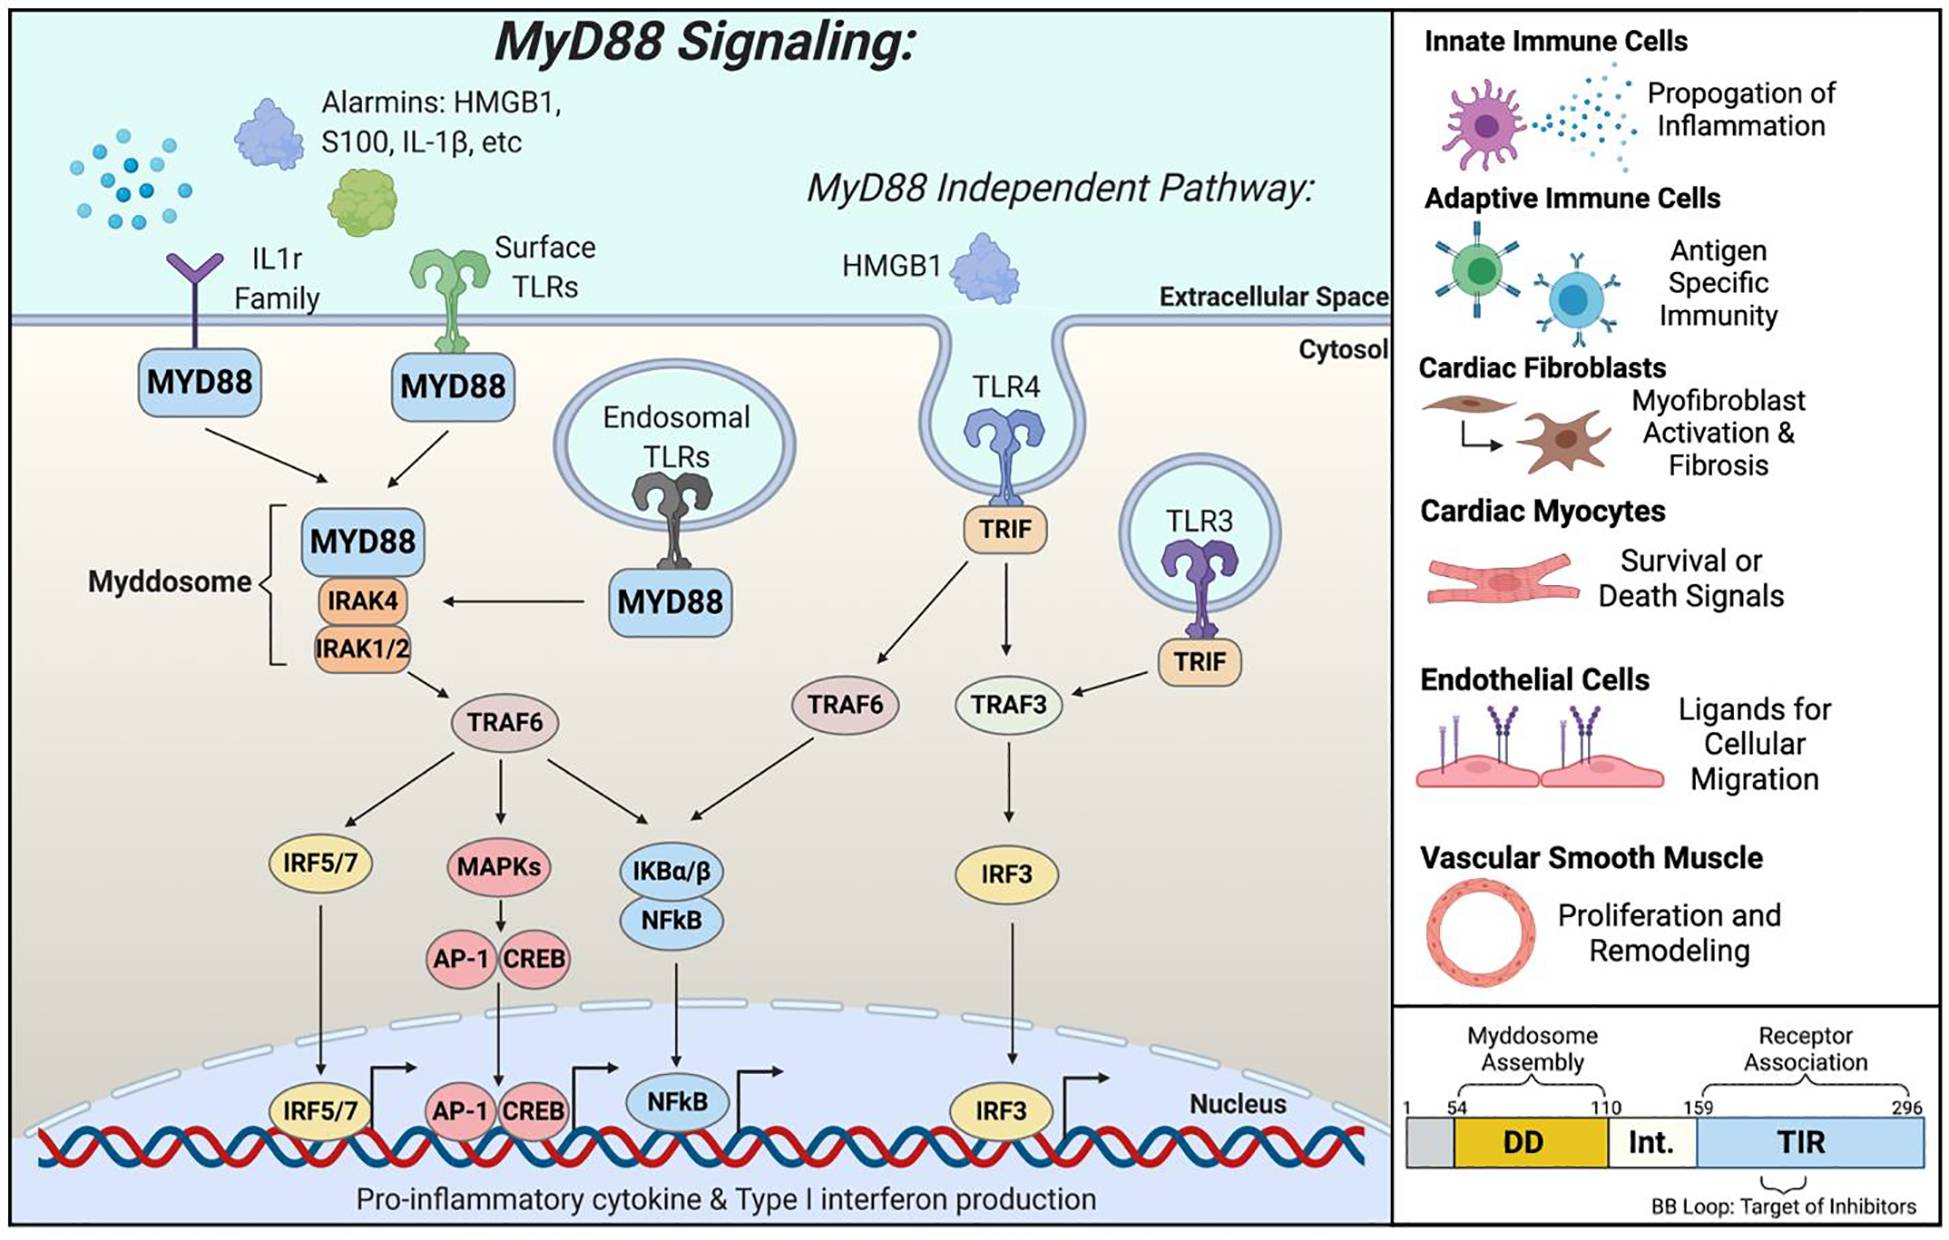 MyD88 Signaling:
Alarmins: HMGB1,
S100, IL-1β, etc
MyD88 Independent Pathway:
IL1r
Family
Surface
TLRs
HMGB1
Extracellular Space
Cytosol
MYD88
MYD88
Endosomal
TLRs
MYD88
TLR4
TRIF
TLR3
TRIF
Myddosome
MYD88
IRAK4
IRAK1/2
TRAF6
TRAF6
TRAF3
IRF5/7
MAPKs
IKBα/β
NFkB
IRF3
AP-1
CREB
IRF5/7
AP-1
CREB
NFkB
IRF3
Nucleus
Pro-inflammatory cytokine & Type I interferon production
Innate Immune Cells
Propogation of
Inflammation
Adaptive Immune Cells
Antigen
Specific
Immunity
Cardiac Fibroblasts
Myofibroblast
Activation &
Fibrosis
Cardiac Myocytes
Survival or
Death Signals
Endothelial Cells
Ligands for
Cellular
Migration
Vascular Smooth Muscle
Proliferation and
Remodeling
Myddosome
Assembly
Receptor
Association
1 54 110 159 296
DD Int. TIR
BB Loop: Target of Inhibitors